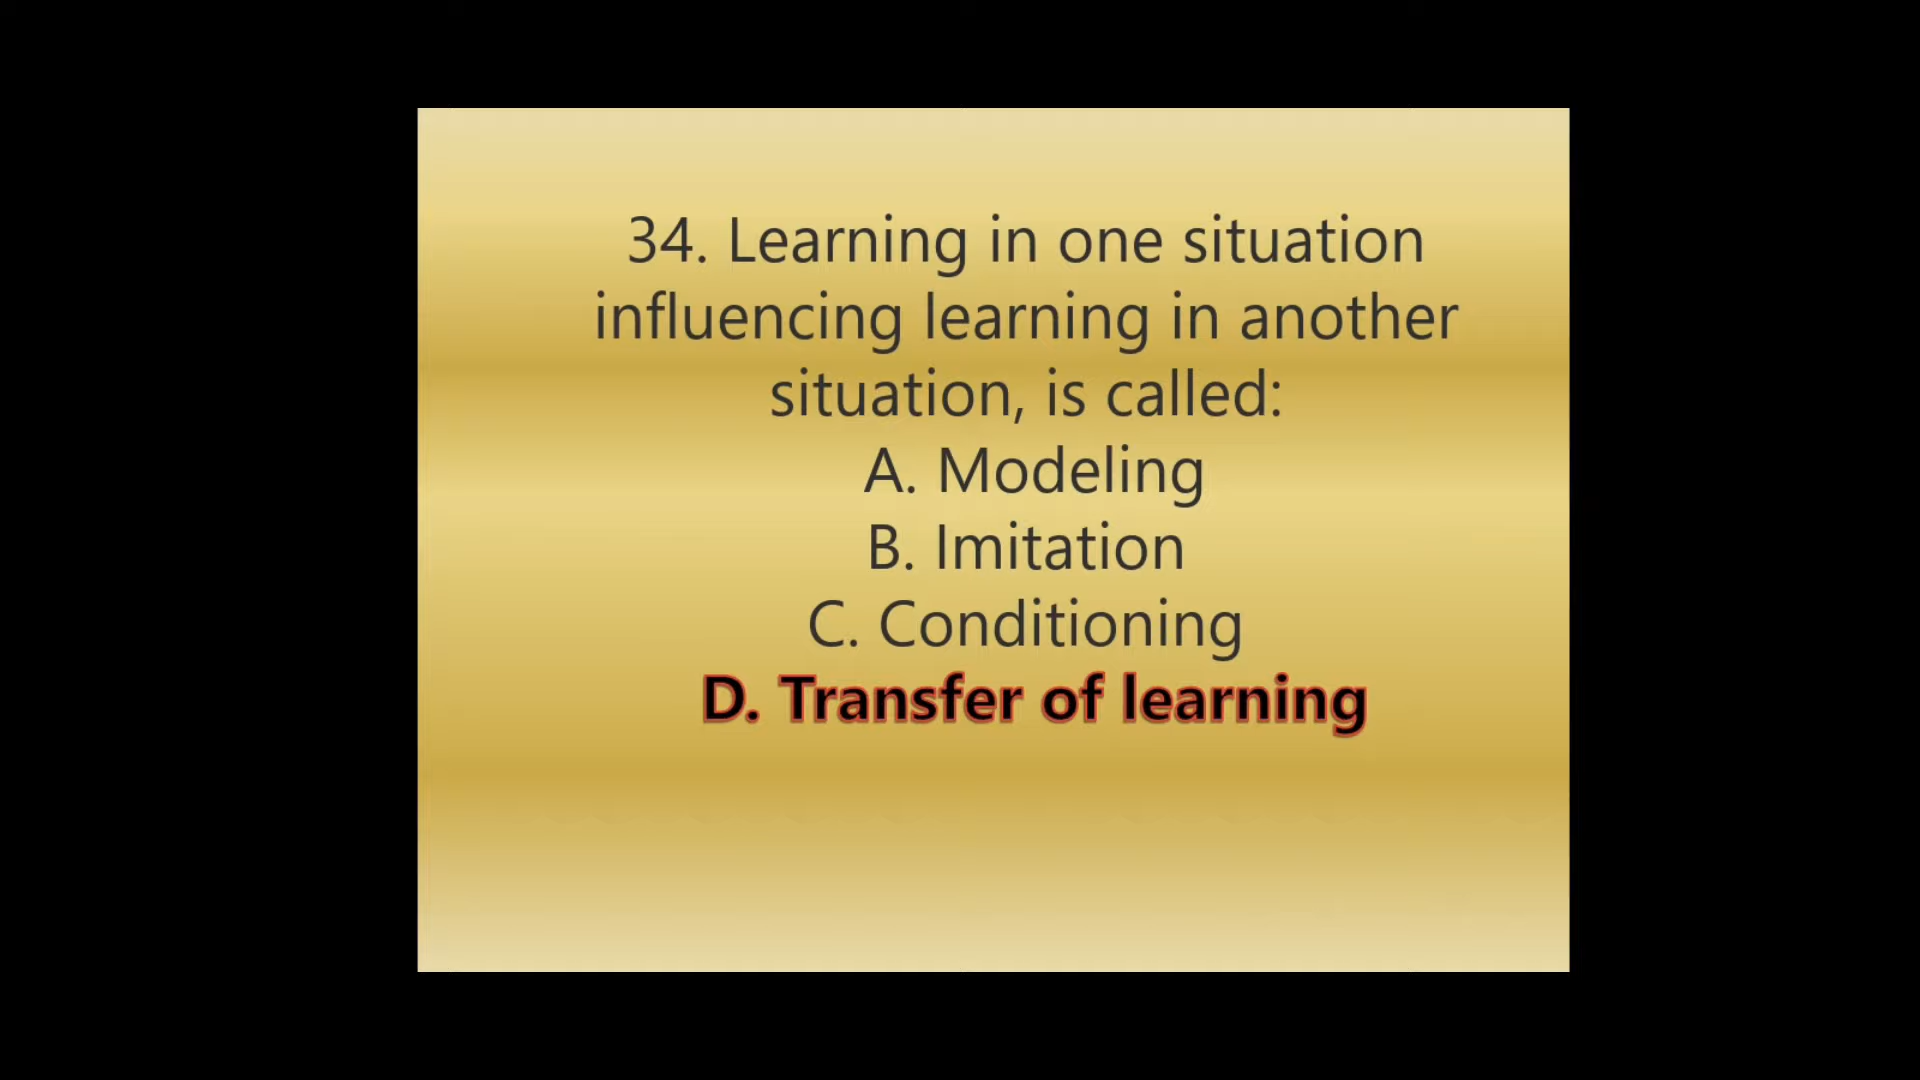 34. Learning in one situation
influencing learning in another
situation, is called:
A. Modeling
B. Imitation
C. Conditioning
D. Transfer of learning